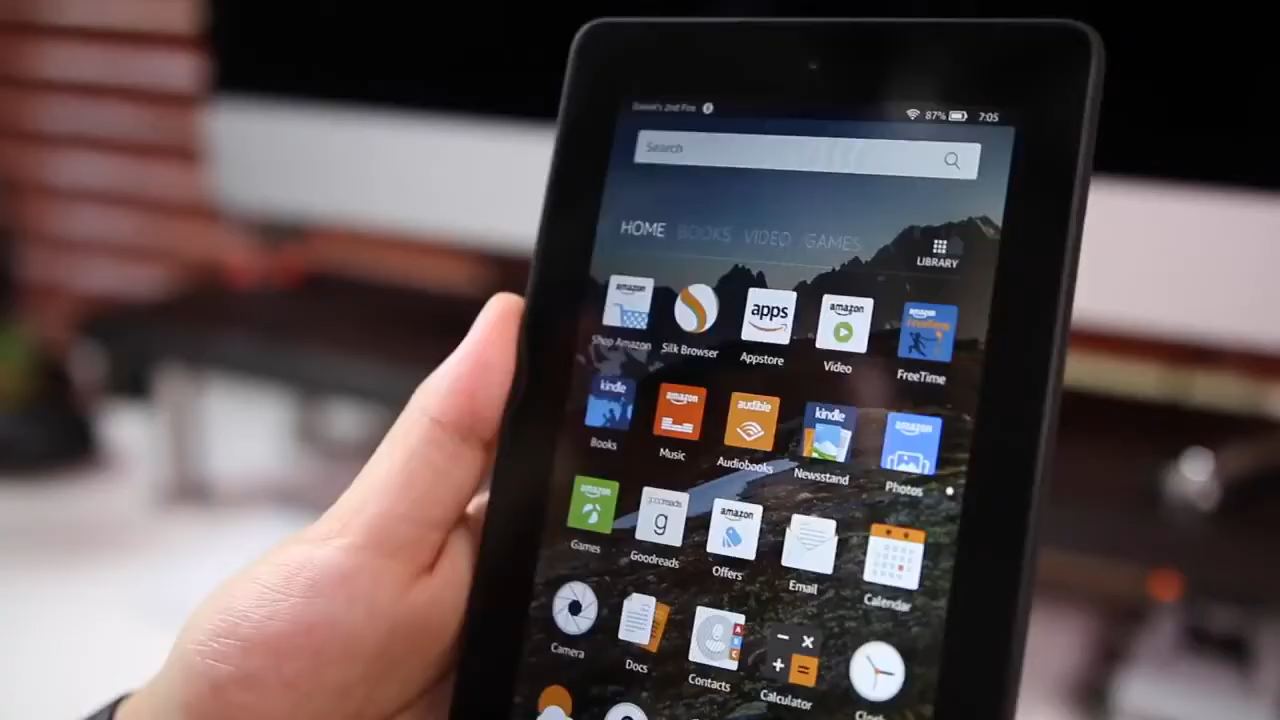 2nd Fire
87% 7:05
Search
HOME BOOKS VIDEO GAMES
LIBRARY
amazon
Shop Amazon
Silk Browser
apps
Appstore
amazon
Video
amazon
FreeTime
FreeTime
kindle
Books
amazon
Music
audible
Audiobooks
kindle
Newsstand
amazon
Photos
amazon
Games
goodreads
g
Goodreads
amazon
Offers
Email
Calendar
Camera
Docs
A
B
C
Contacts
− ×
+ =
Calculator